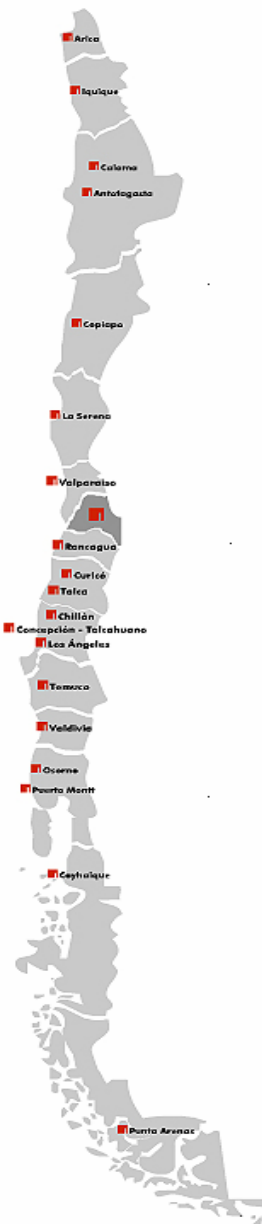 Arica
Iquique
Calama
Antofagasta
Copiapo
La Serena
Valparaiso
Rancagua
Curicó
Talca
Chillán
Concepción - Talcahuano
Los Ángeles
Temuco
Valdivia
Osorno
Puerto Montt
Coyhaique
Punta Arenas